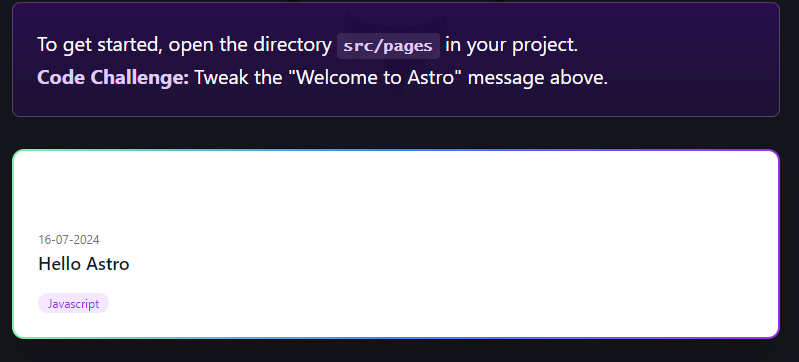 To get started, open the directory src/pages in your project.
Code Challenge: Tweak the "Welcome to Astro" message above.
16-07-2024
Hello Astro
Javascript